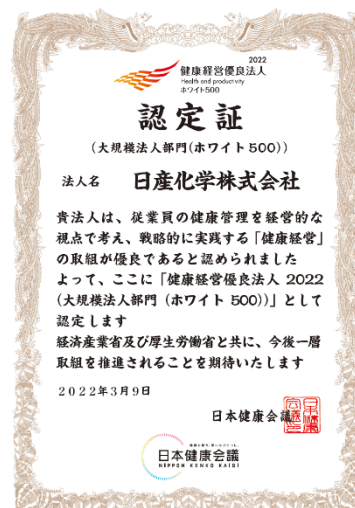 2022
健康経営優良法人
Health and productivity
ホワイト500
認定証
(大規模法人部門(ホワイト500))
法人名 日産化学株式会社
貴法人は、従業員の健康管理を経営的な
視点で考え、戦略的に実践する「健康経営」
の取組が優良であると認められました
よって、ここに「健康経営優良法人 2022
(大規模法人部門 (ホワイト 500))」として
認定します
経済産業省及び厚生労働省と共に、今後一層
取組を推進されることを期待いたします
2022年3月9日
日本健康会議
日本健康会議
NIPPON KENKO KAIGI